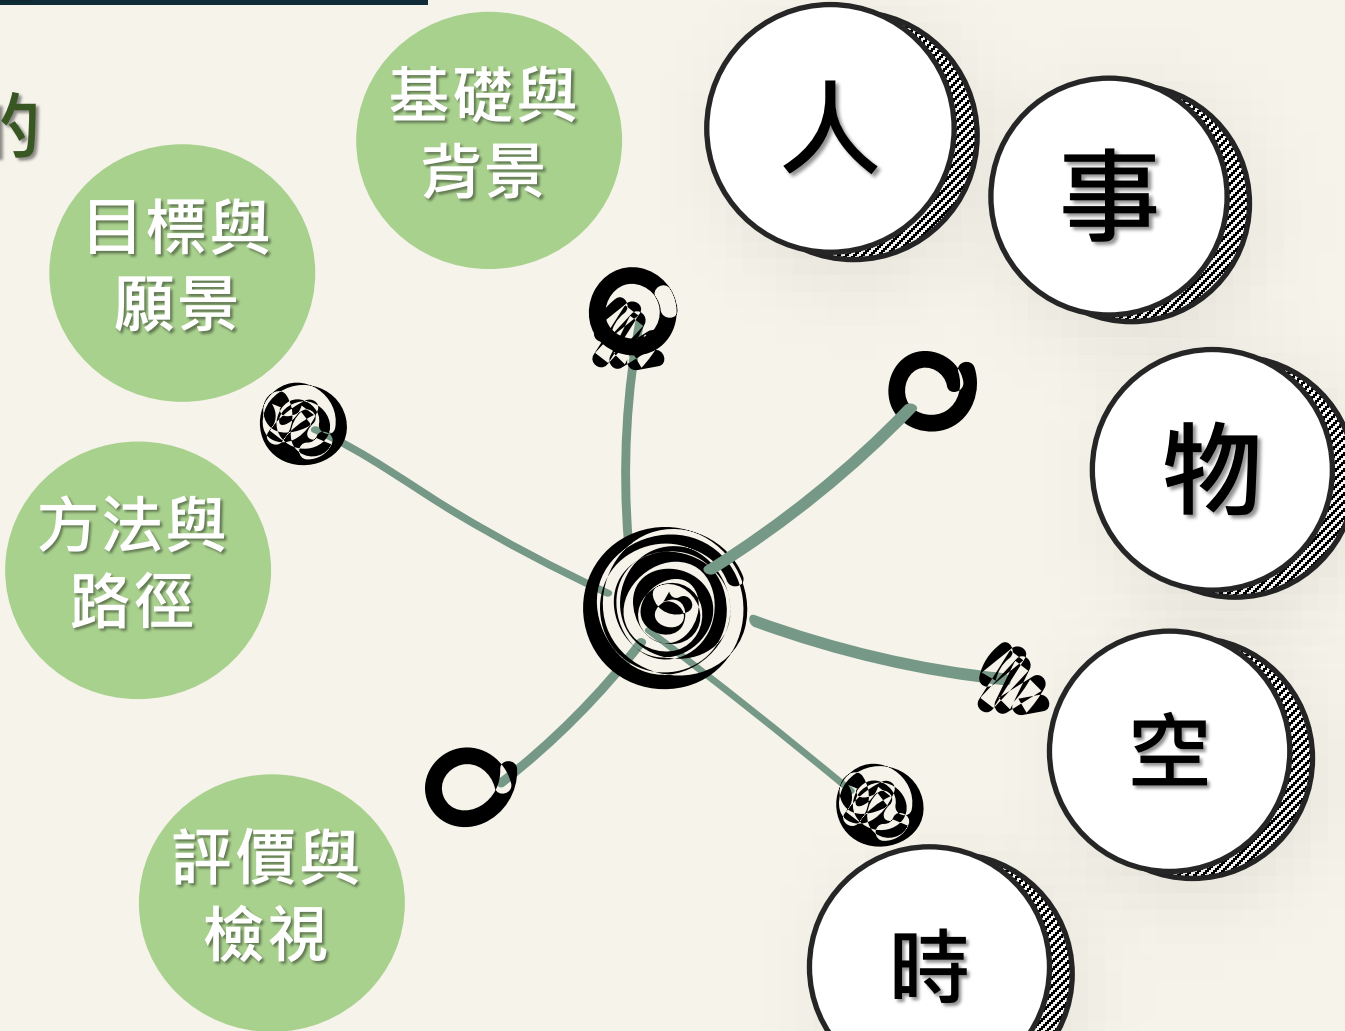 的
基礎與
背景
目標與
願景
方法與
路徑
評價與
檢視
人
事
物
空
時